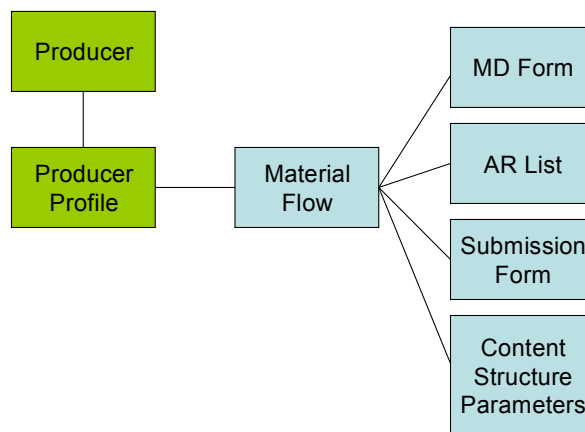 Producer
Producer
Profile
Material
Flow
MD Form
AR List
Submission
Form
Content
Structure
Parameters